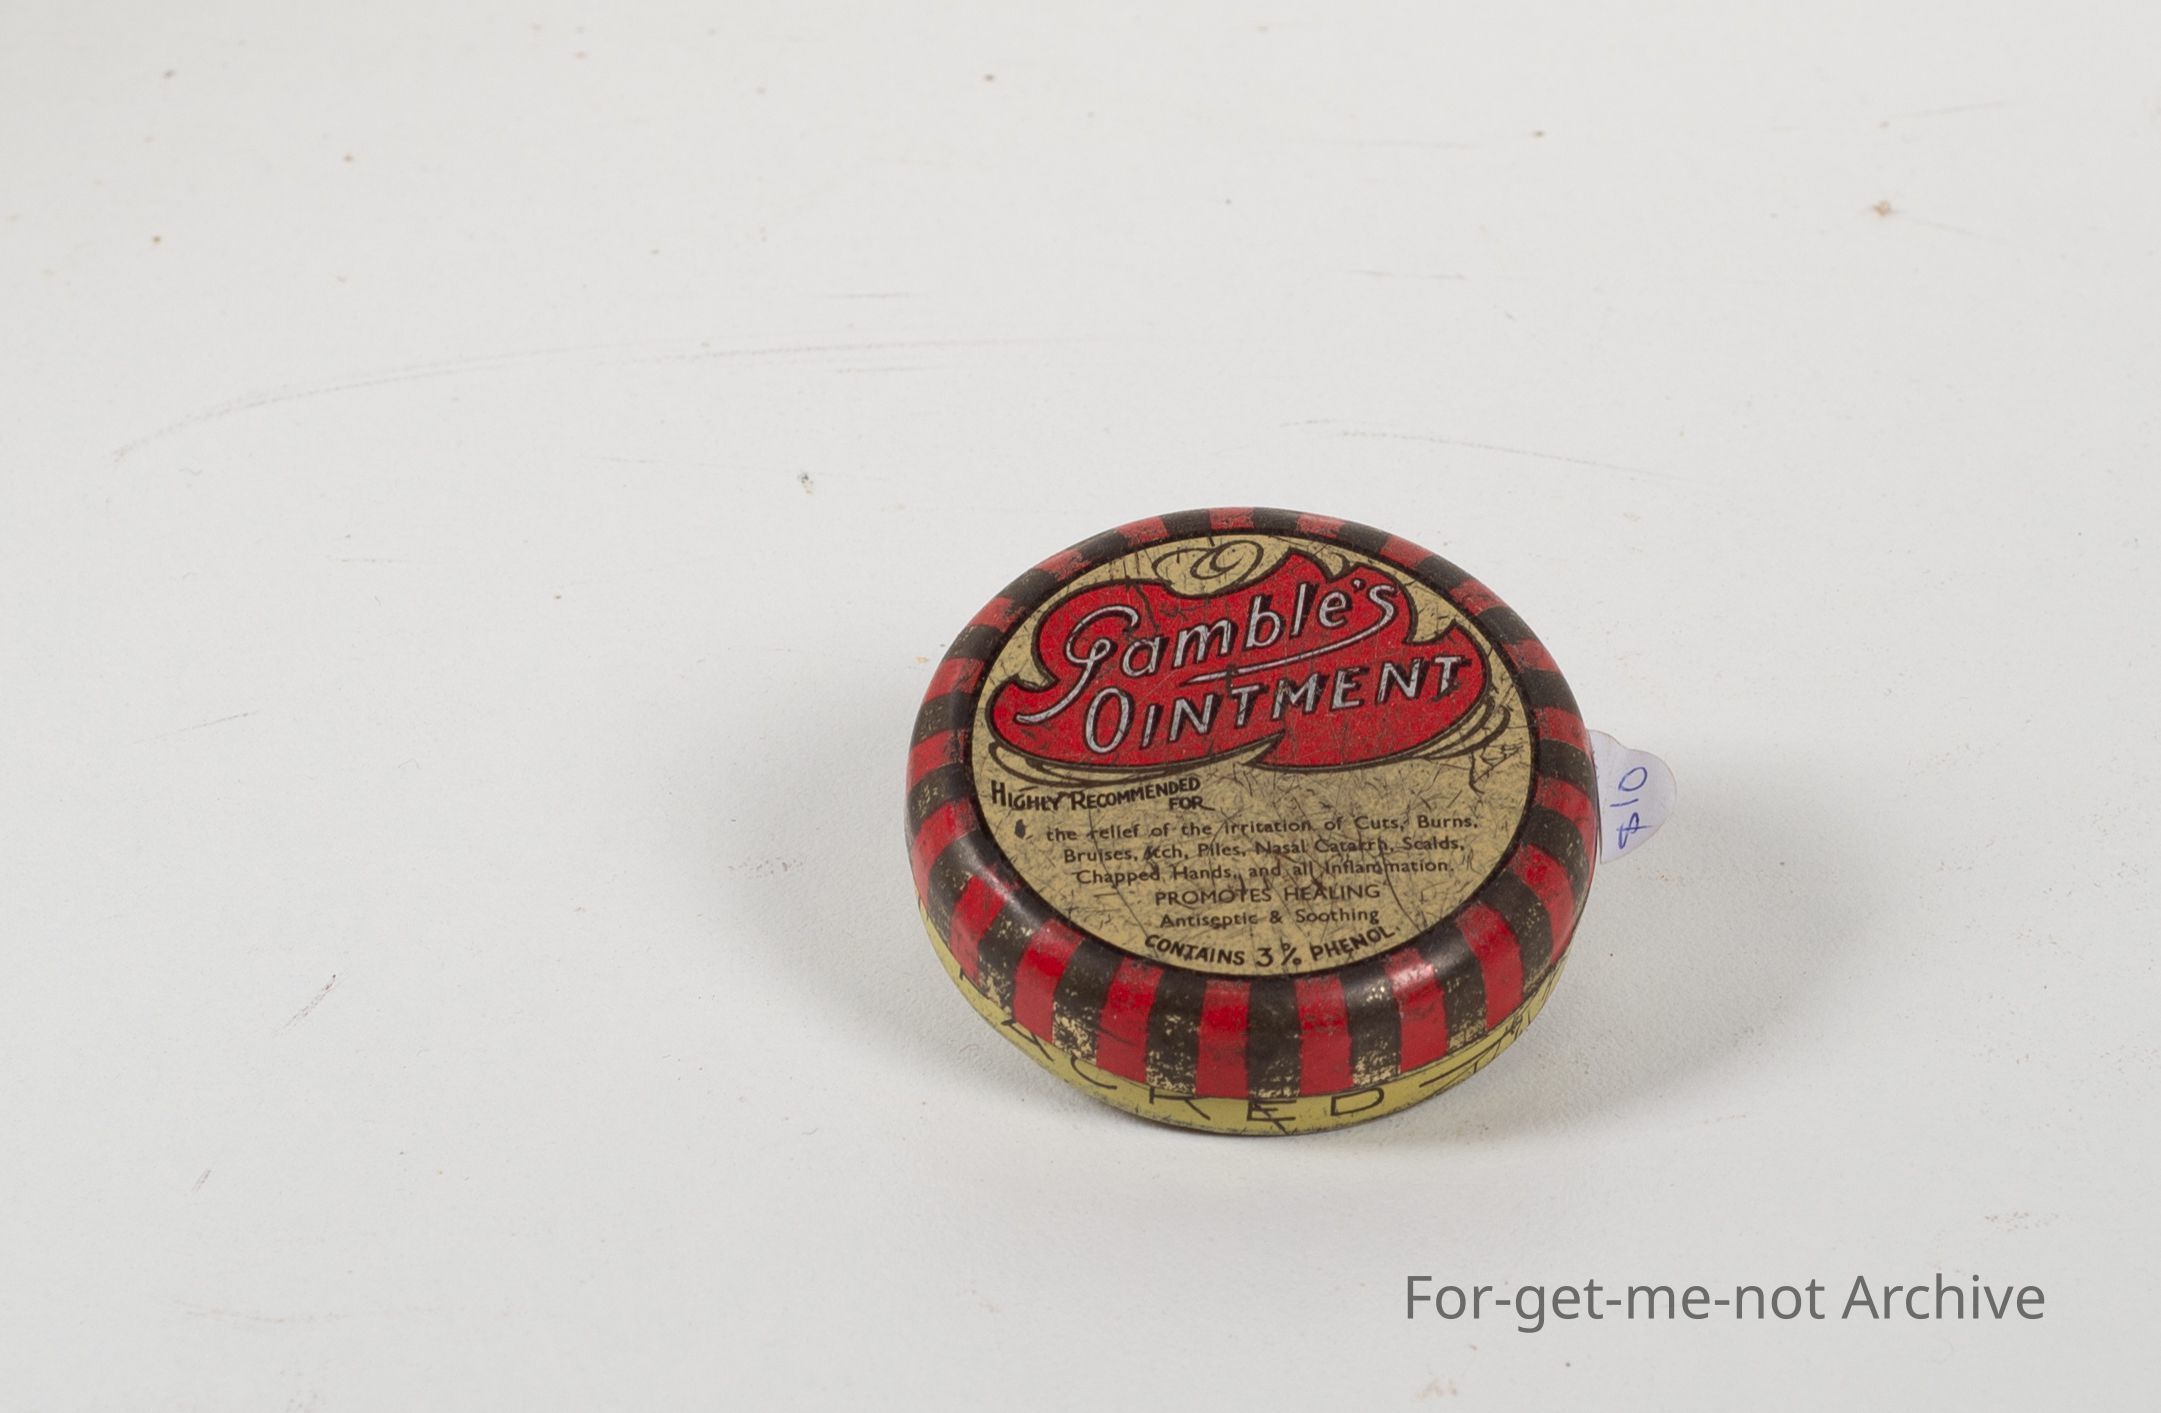 Gamble's
OINTMENT
HIGHLY RECOMMENDED
FOR
the relief of the irritation of Cuts, Burns,
Bruises, Itch, Piles, Nasal Catarrh, Scalds,
Chapped Hands, and all Inflammation.
PROMOTES HEALING
Antiseptic & Soothing
CONTAINS 3% PHENOL.
$10
For-get-me-not Archive